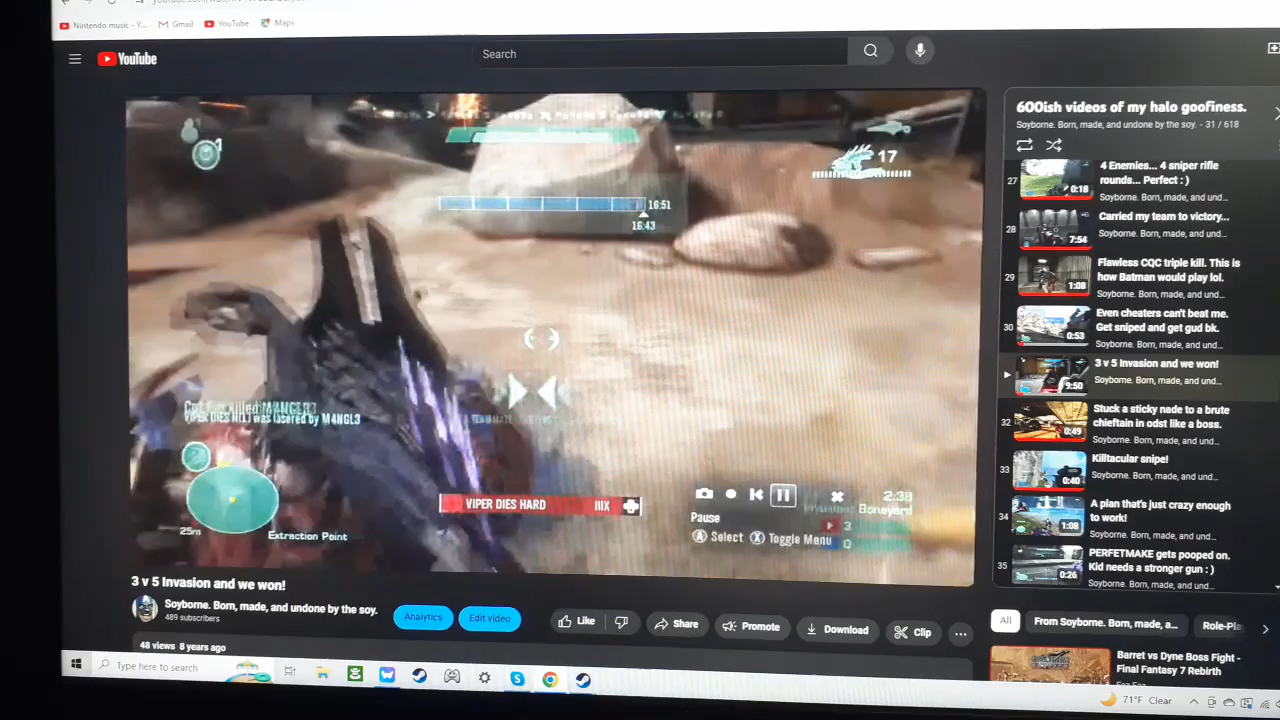 Nintendo music - Y...
Gmail
YouTube
Maps
YouTube
Search
600ish videos of my halo goofiness.
Soyborne. Born, made, and undone by the soy. - 31 / 618
27
4 Enemies... 4 sniper rifle
rounds... Perfect : )
Soyborne. Born, made, and und...
0:18
28
Carried my team to victory...
Soyborne. Born, made, and und...
7:54
29
Flawless CQC triple kill. This is
how Batman would play lol.
Soyborne. Born, made, and und...
1:08
30
Even cheaters can't beat me.
Get sniped and get gud bk.
Soyborne. Born, made, and und...
0:53
3 v 5 Invasion and we won!
Soyborne. Born, made, and und...
9:50
32
Stuck a sticky nade to a brute
chieftain in odst like a boss.
Soyborne. Born, made, and und...
0:49
33
Killtacular snipe!
Soyborne. Born, made, and und...
0:40
34
A plan that's just crazy enough
to work!
Soyborne. Born, made, and und...
1:08
35
PERFETMAKE gets pooped on.
Kid needs a stronger gun : )
Soyborne. Born, made, and und...
0:26
17
16:51
16:43
VIPER DIES HARD was lasered by M4NGL3
25m
Extraction Point
VIPER DIES HARD
IIIX
2:38
Pause
Boneyard
3
0
A Select X Toggle Menu
3 v 5 Invasion and we won!
Soyborne. Born, made, and undone by the soy.
489 subscribers
Analytics
Edit video
Like
Share
Promote
Download
Clip
48 views 8 years ago
All
From Soyborne. Born, made, a...
Role-Pla
Barret vs Dyne Boss Fight -
Final Fantasy 7 Rebirth
Type here to search
71°F Clear